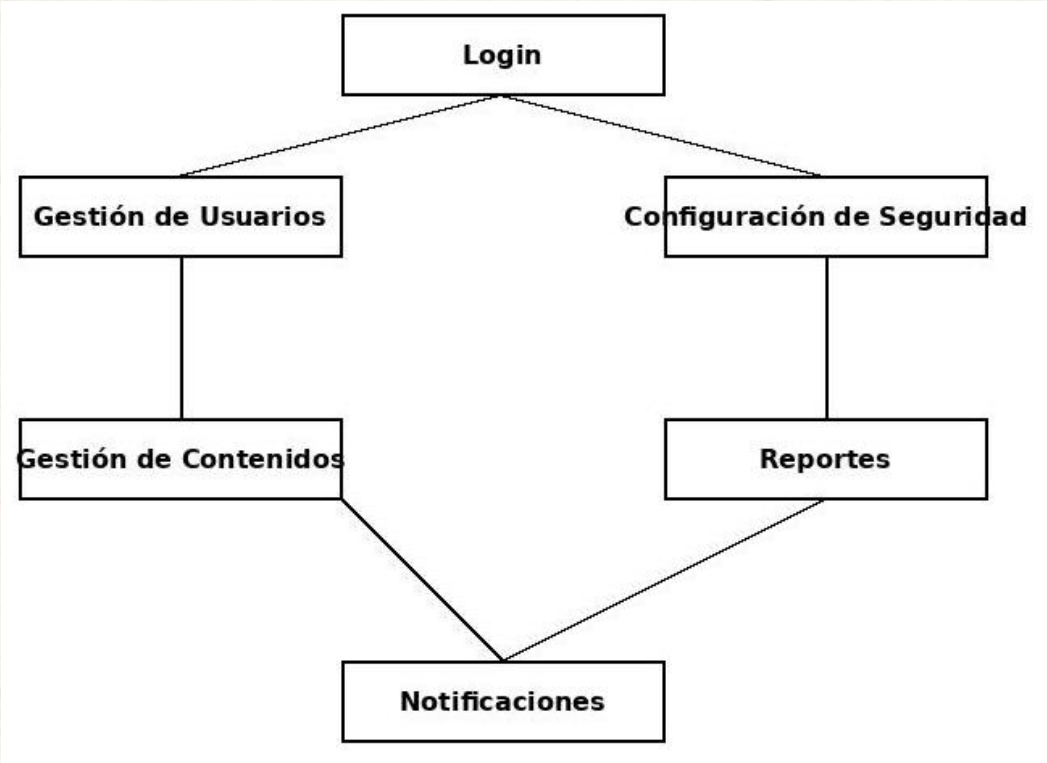 Login
Gestión de Usuarios
Configuración de Seguridad
Gestión de Contenidos
Reportes
Notificaciones